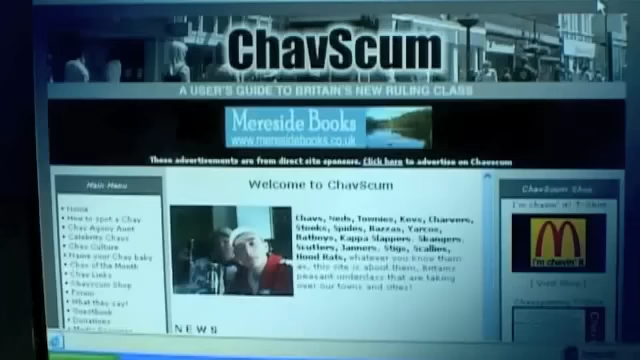 ChavScum
A USER'S GUIDE TO BRITAIN'S NEW RULING CLASS
Mereside Books
www.meresidebooks.co.uk
These advertisements are from direct site sponsors. Click here to advertise on Chavscum
Main Menu
Home
How to spot a Chav
Chav Agony Aunt
Celebrity Chavs
Chav Culture
Name your Chav baby
Chav of the Month
Chav Links
Chavscum Shop
Forum
What they say!
Guestbook
Donations
Welcome to ChavScum
Chavs, Neds, Townies, Kevs, Charvers,
Steeks, Spides, Bazzas, Yarcos,
Ratboys, Kappa Slappers, Skangers,
Scutters, Janners, Stigs, Scallies,
Hood Rats, whatever you know them
as, this site is about them, Britains
peasant underclass that are taking
over our towns and cities!
NEWS
ChavScum Shop
I'm chavin' it! T-Shirt
M
I'm chavin' it